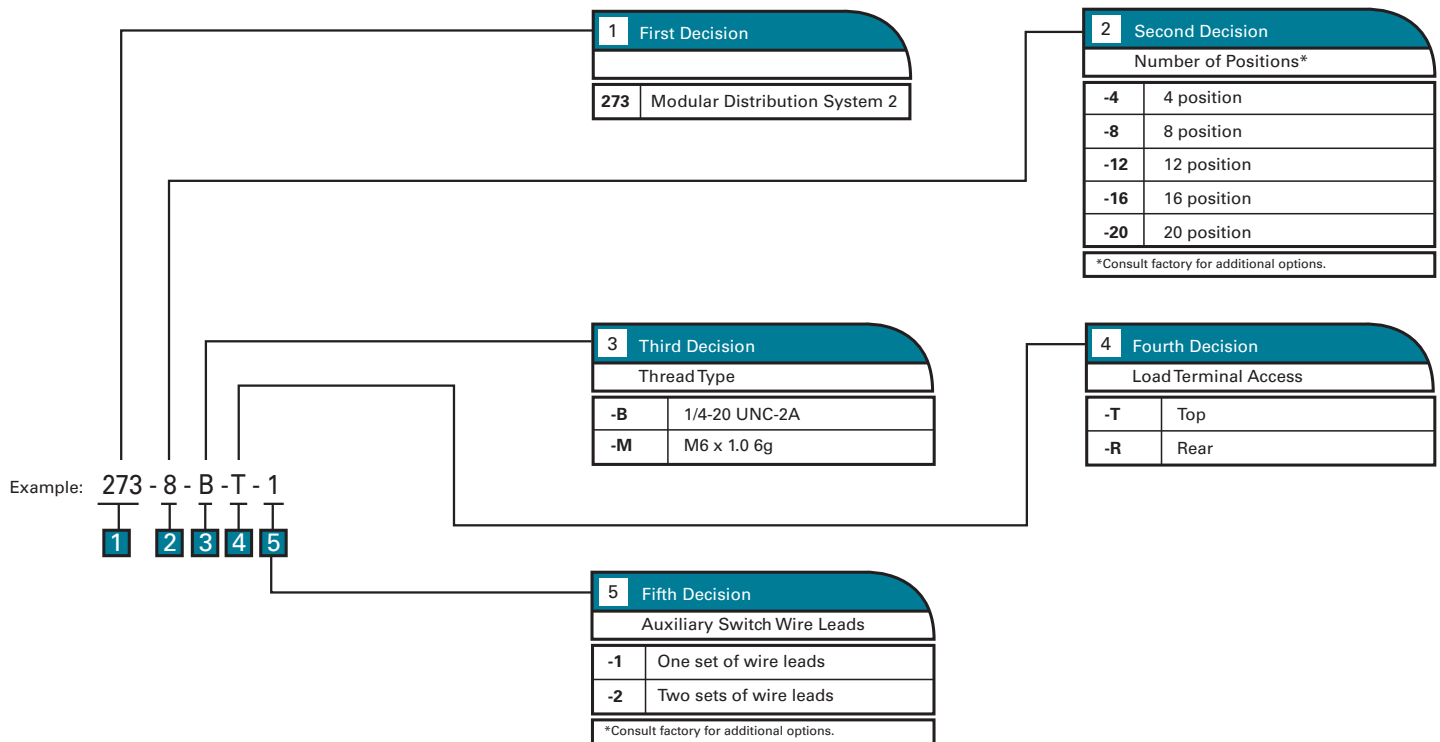 1 First Decision
273 Modular Distribution System 2
2 Second Decision
Number of Positions*
-4 4 position
-8 8 position
-12 12 position
-16 16 position
-20 20 position
*Consult factory for additional options.
3 Third Decision
Thread Type
-B 1/4-20 UNC-2A
-M M6 x 1.0 6g
4 Fourth Decision
Load Terminal Access
-T Top
-R Rear
Example: 273 - 8 - B - T - 1
1 2 3 4 5
5 Fifth Decision
Auxiliary Switch Wire Leads
-1 One set of wire leads
-2 Two sets of wire leads
*Consult factory for additional options.